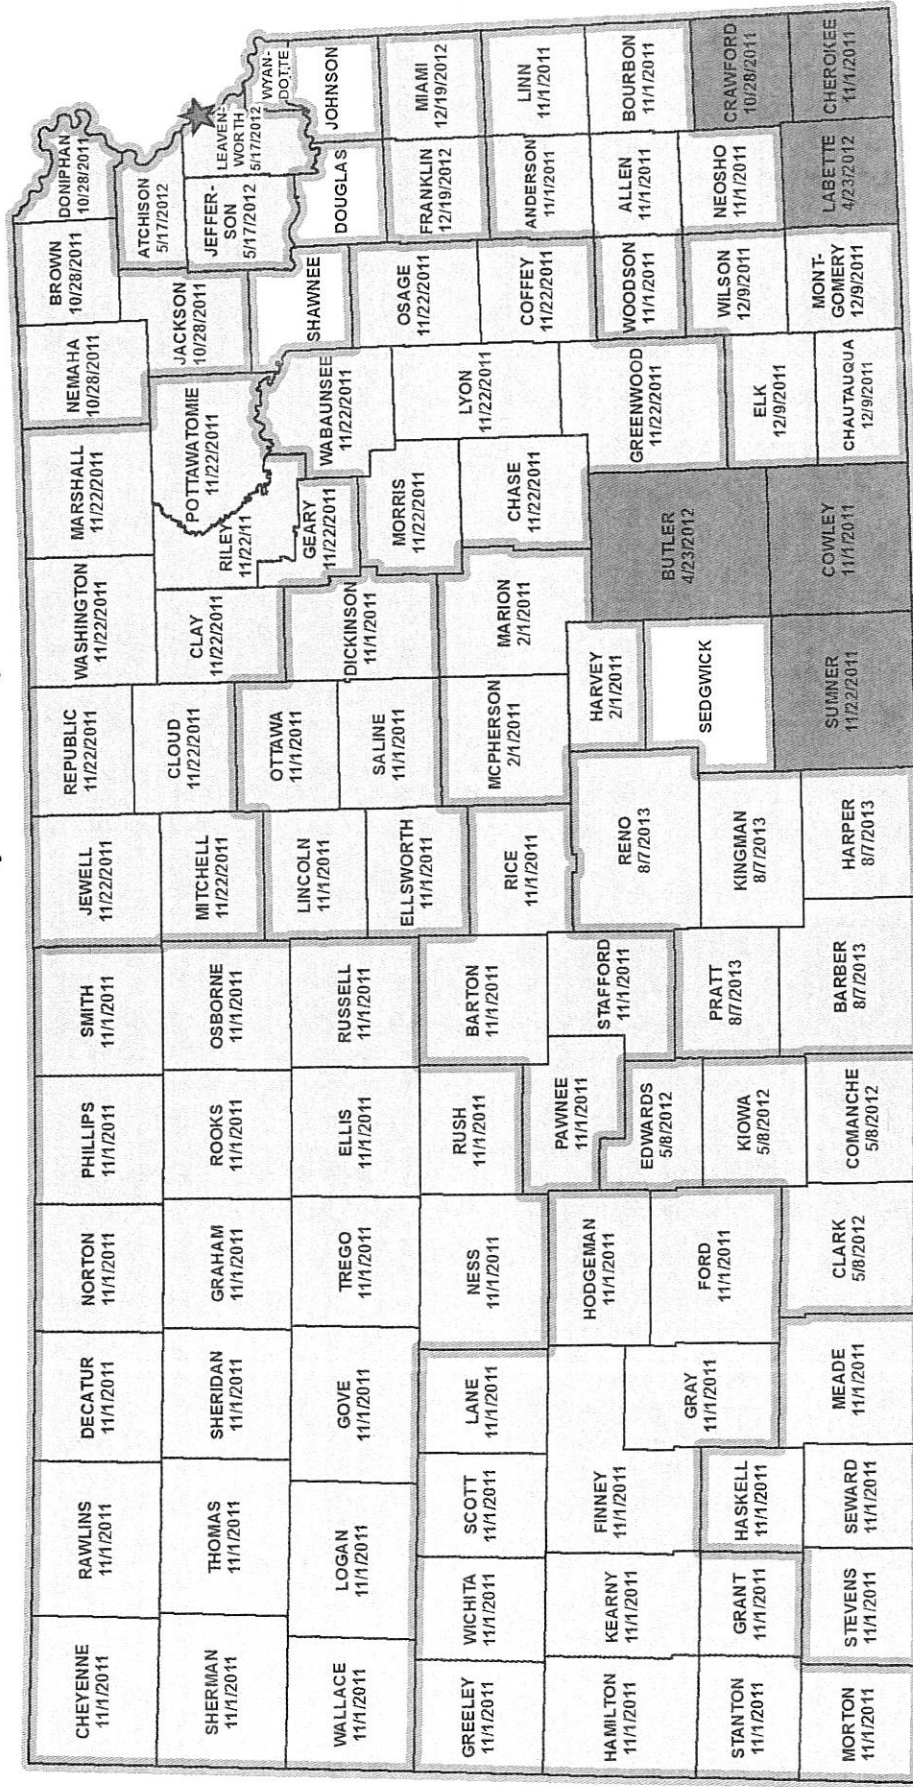 CHEYENNE
11/1/2011
RAWLINS
11/1/2011
DECATUR
11/1/2011
NORTON
11/1/2011
PHILLIPS
11/1/2011
SMITH
11/1/2011
JEWELL
11/22/2011
REPUBLIC
11/22/2011
WASHINGTON
11/22/2011
MARSHALL
11/22/2011
NEMAHA
10/28/2011
BROWN
10/28/2011
DONIPHAN
10/28/2011
SHERMAN
11/1/2011
THOMAS
11/1/2011
SHERIDAN
11/1/2011
GRAHAM
11/1/2011
ROOKS
11/1/2011
OSBORNE
11/1/2011
MITCHELL
11/22/2011
CLOUD
11/22/2011
CLAY
11/22/2011
RILEY
11/22/11
POTTAWATOMIE
11/22/2011
JACKSON
10/28/2011
ATCHISON
5/17/2012
JEFFER-
SON
5/17/2012
LEAVEN-
WORTH
5/17/2012
WYAN-
DOTTE
WALLACE
11/1/2011
LOGAN
11/1/2011
GOVE
11/1/2011
TREGO
11/1/2011
ELLIS
11/1/2011
RUSSELL
11/1/2011
LINCOLN
11/1/2011
OTTAWA
11/1/2011
ELLSWORTH
11/1/2011
SALINE
11/1/2011
DICKINSON
11/1/2011
GEARY
11/22/2011
WABAUNSEE
11/22/2011
SHAWNEE
DOUGLAS
JOHNSON
GREELEY
11/1/2011
WICHITA
11/1/2011
SCOTT
11/1/2011
LANE
11/1/2011
NESS
11/1/2011
RUSH
11/1/2011
BARTON
11/1/2011
RICE
11/1/2011
MCPHERSON
2/1/2011
MARION
2/1/2011
MORRIS
11/22/2011
CHASE
11/22/2011
LYON
11/22/2011
OSAGE
11/22/2011
FRANKLIN
12/19/2012
MIAMI
12/19/2012
COFFEY
11/22/2011
ANDERSON
11/1/2011
LINN
11/1/2011
HAMILTON
11/1/2011
KEARNY
11/1/2011
FINNEY
11/1/2011
HODGEMAN
11/1/2011
PAWNEE
11/1/2011
STAFFORD
11/1/2011
RENO
8/7/2013
HARVEY
2/1/2011
BUTLER
4/23/2012
GREENWOOD
11/22/2011
WOODSON
11/1/2011
ALLEN
11/1/2011
BOURBON
11/1/2011
GRAY
11/1/2011
FORD
11/1/2011
EDWARDS
5/8/2012
PRATT
8/7/2013
KINGMAN
8/7/2013
SEDGWICK
STANTON
11/1/2011
GRANT
11/1/2011
HASKELL
11/1/2011
KIOWA
5/8/2012
ELK
12/9/2011
WILSON
12/9/2011
NEOSHO
11/1/2011
CRAWFORD
10/28/2011
MORTON
11/1/2011
STEVENS
11/1/2011
SEWARD
11/1/2011
MEADE
11/1/2011
CLARK
5/8/2012
COMANCHE
5/8/2012
BARBER
8/7/2013
HARPER
8/7/2013
SUMNER
11/22/2011
COWLEY
11/1/2011
CHAUTAUQUA
12/9/2011
MONT-
GOMERY
12/9/2011
LABETTE
4/23/2012
CHEROKEE
11/1/2011